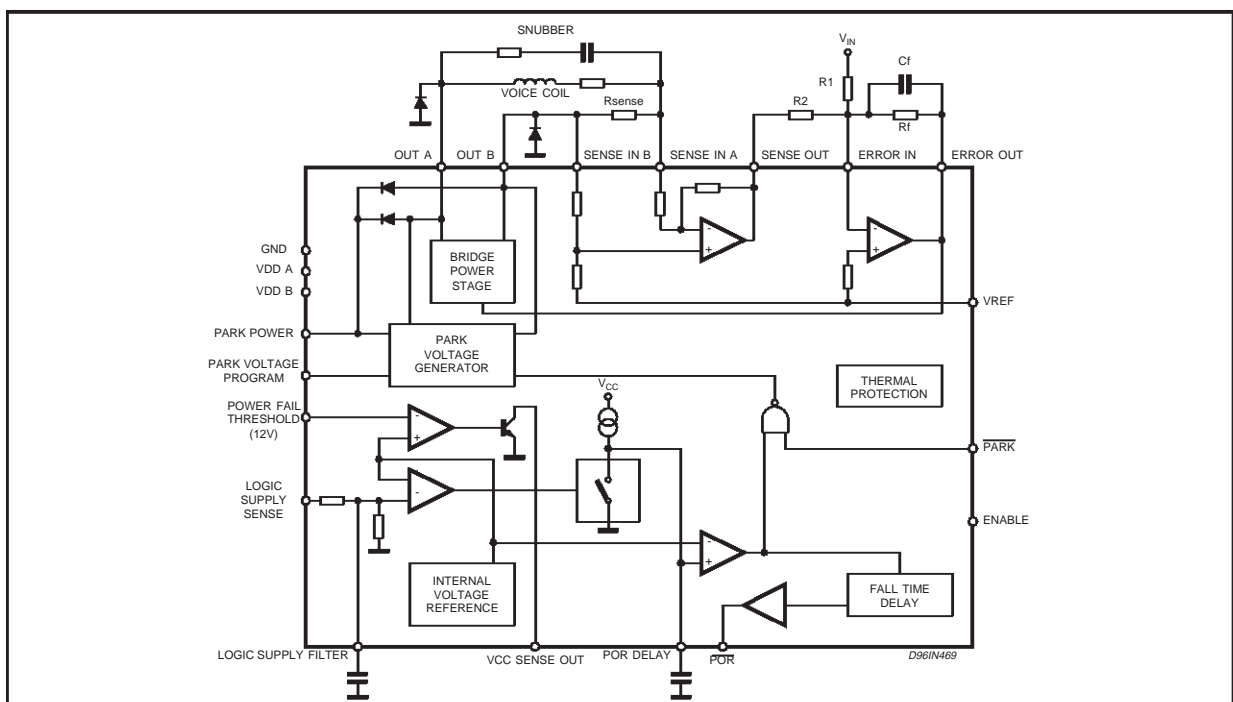 SNUBBER
VIN
Cf
R1
VOICE COIL
Rsense
R2
Rf
OUT A
OUT B
SENSE IN B
SENSE IN A
SENSE OUT
ERROR IN
ERROR OUT
-
+
-
+
GND
VDD A
VDD B
BRIDGE
POWER
STAGE
VREF
PARK POWER
PARK
VOLTAGE
GENERATOR
PARK VOLTAGE
PROGRAM
THERMAL
PROTECTION
VCC
POWER FAIL
THRESHOLD
(12V)
-
+
PARK
LOGIC
SUPPLY
SENSE
-
ENABLE
-
+
INTERNAL
VOLTAGE
REFERENCE
FALL TIME
DELAY
LOGIC SUPPLY FILTER
VCC SENSE OUT
POR DELAY
POR
D96IN469